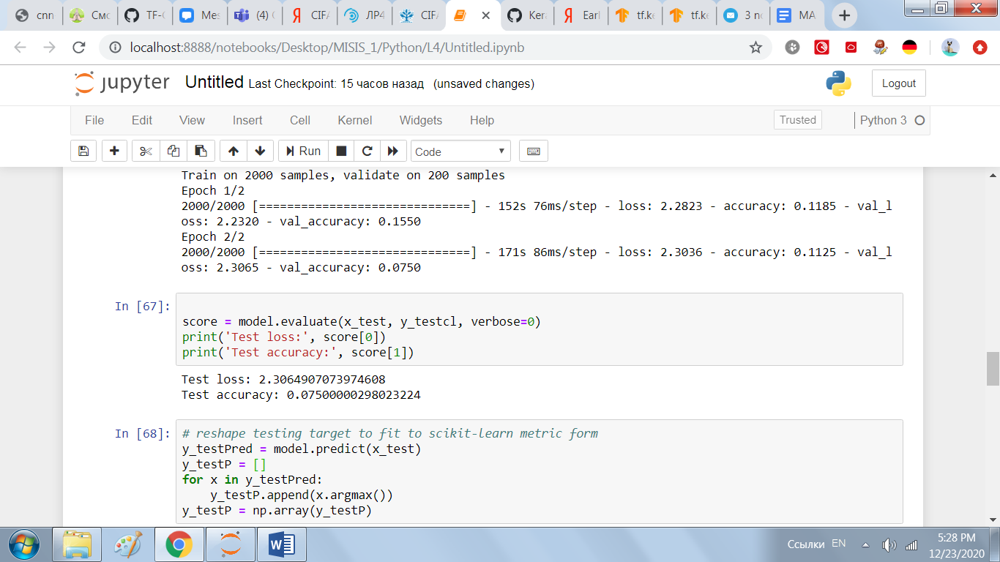 cnn Смо TF-C Mes (4) C CIFA ЛР4 CIFA Ker Earl tf.ke tf.ke 3 no MA
localhost:8888/notebooks/Desktop/MISIS_1/Python/L4/Untitled.ipynb
jupyter Untitled Last Checkpoint: 15 часов назад (unsaved changes) Logout
File Edit View Insert Cell Kernel Widgets Help Trusted Python 3
Run Code
Train on 2000 samples, validate on 200 samples
Epoch 1/2
2000/2000 [==============================] - 152s 76ms/step - loss: 2.2823 - accuracy: 0.1185 - val_l
oss: 2.2320 - val_accuracy: 0.1550
Epoch 2/2
2000/2000 [==============================] - 171s 86ms/step - loss: 2.3036 - accuracy: 0.1125 - val_l
oss: 2.3065 - val_accuracy: 0.0750
In [67]:
score = model.evaluate(x_test, y_testcl, verbose=0)
print('Test loss:', score[0])
print('Test accuracy:', score[1])
Test loss: 2.3064907073974608
Test accuracy: 0.07500000298023224
In [68]: # reshape testing target to fit to scikit-learn metric form
y_testPred = model.predict(x_test)
y_testP = []
for x in y_testPred:
    y_testP.append(x.argmax())
y_testP = np.array(y_testP)
Ссылки EN 5:28 PM
12/23/2020